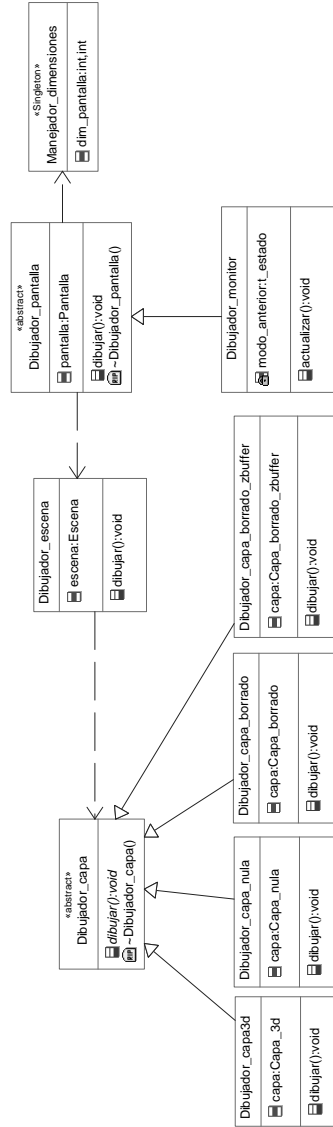 «abstract»
Dibujador_capa
dibujar():void
~Dibujador_capa()
Dibujador_escena
escena:Escena
dibujar():void
«abstract»
Dibujador_pantalla
pantalla:Pantalla
dibujar():void
~Dibujador_pantalla()
«Singleton»
Manejador_dimensiones
dim_pantalla:int,int
Dibujador_capa3d
capa:Capa_3d
dibujar():void
Dibujador_capa_nula
capa:Capa_nula
dibujar():void
Dibujador_capa_borrado
capa:Capa_borrado
dibujar():void
Dibujador_capa_borrado_zbuffer
capa:Capa_borrado_zbuffer
dibujar():void
Dibujador_monitor
modo_anterior:t_estado
actualizar():void